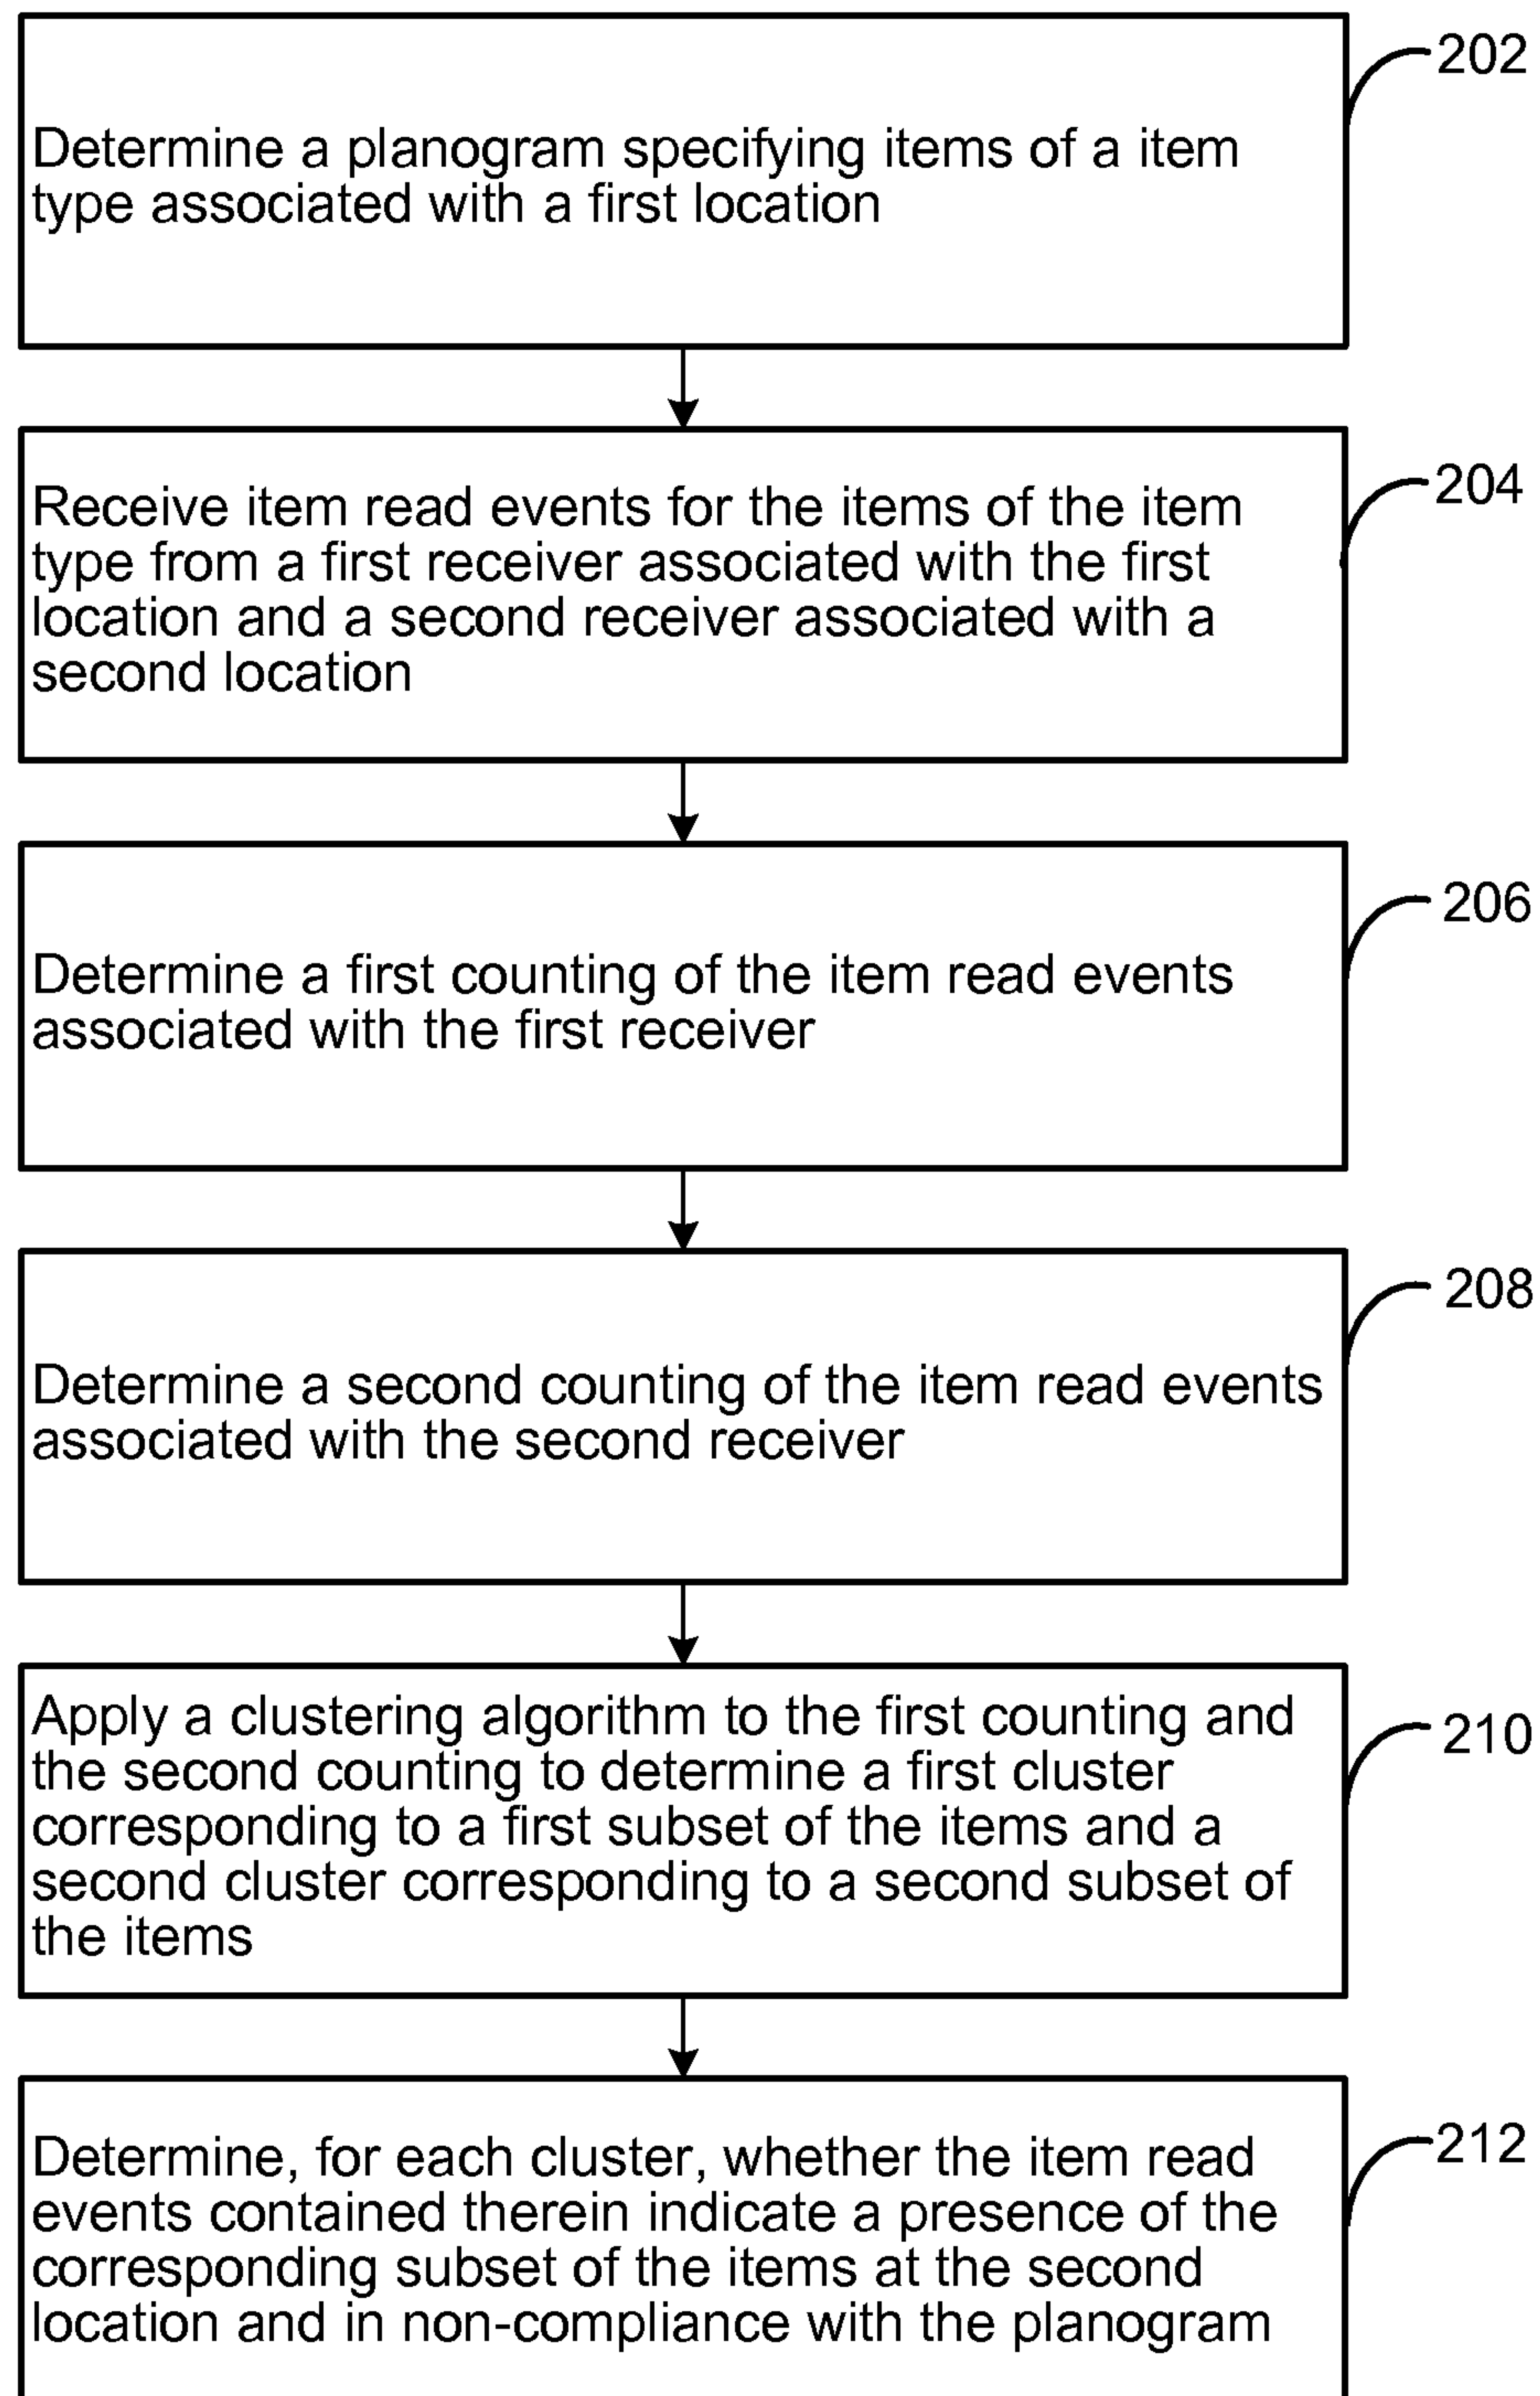 202
Determine a planogram specifying items of a item
type associated with a first location
204
Receive item read events for the items of the item
type from a first receiver associated with the first
location and a second receiver associated with a
second location
206
Determine a first counting of the item read events
associated with the first receiver
208
Determine a second counting of the item read events
associated with the second receiver
210
Apply a clustering algorithm to the first counting and
the second counting to determine a first cluster
corresponding to a first subset of the items and a
second cluster corresponding to a second subset of
the items
212
Determine, for each cluster, whether the item read
events contained therein indicate a presence of the
corresponding subset of the items at the second
location and in non-compliance with the planogram